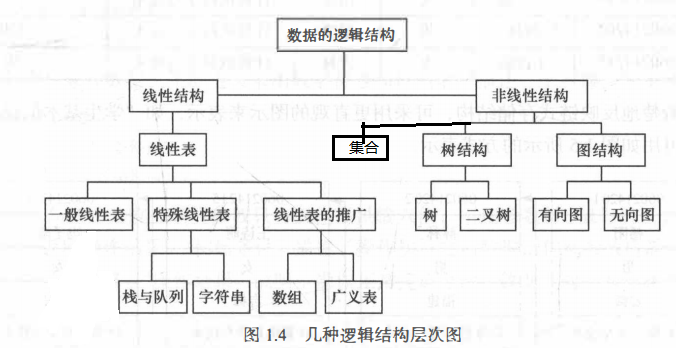 数据的逻辑结构
线性结构
非线性结构
线性表
集合
树结构
图结构
一般线性表
特殊线性表
线性表的推广
树
二叉树
有向图
无向图
栈与队列
字符串
数组
广义表
图 1.4 几种逻辑结构层次图